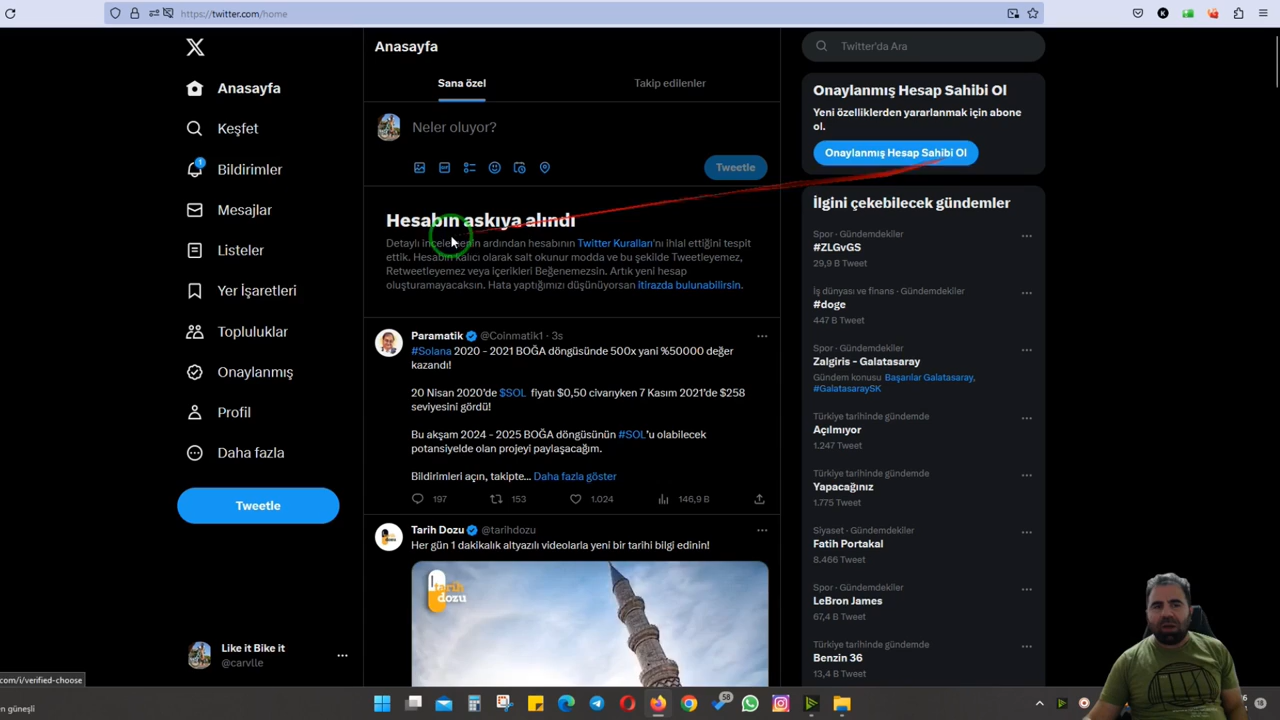 https://twitter.com/home
Anasayfa
Keşfet
1
Bildirimler
Mesajlar
Listeler
Yer İşaretleri
Topluluklar
Onaylanmış
Profil
Daha fazla
Tweetle
Like it Bike it
@carvlle
Anasayfa
Sana özel
Takip edilenler
Neler oluyor?
GIF
Tweetle
Hesabın askıya alındı
Detaylı incelemenin ardından hesabının Twitter Kuralları'nı ihlal ettiğini tespit
ettik. Hesabın kalıcı olarak salt okunur modda ve bu şekilde Tweetleyemez,
Retweetleyemez veya içerikleri Beğenemezsin. Artık yeni hesap
oluşturamayacaksın. Hata yaptığımızı düşünüyorsan itirazda bulunabilirsin.
Paramatik @Coinmatik1 · 3s
#Solana 2020 - 2021 BOĞA döngüsünde 500x yani %50000 değer
kazandı!
20 Nisan 2020'de $SOL fiyatı $0,50 civarıyken 7 Kasım 2021'de $258
seviyesini gördü!
Bu akşam 2024 - 2025 BOĞA döngüsünün #SOL'u olabilecek
potansiyelde olan projeyi paylaşacağım.
Bildirimleri açın, takipte... Daha fazla göster
197 153 1.024 146,9 B
Tarih Dozu @tarihdozu
Her gün 1 dakikalık altyazılı videolarla yeni bir tarihi bilgi edinin!
tarih
dozu
Twitter'da Ara
Onaylanmış Hesap Sahibi Ol
Yeni özelliklerden yararlanmak için abone
ol.
Onaylanmış Hesap Sahibi Ol
İlgini çekebilecek gündemler
Spor · Gündemdekiler
#ZLGvGS
29,9 B Tweet
İş dünyası ve finans · Gündemdekiler
#doge
447 B Tweet
Spor · Gündemdekiler
Zalgiris - Galatasaray
Gündem konusu Başarılar Galatasaray,
#GalatasaraySK
Türkiye tarihinde gündemde
Açılmıyor
1.247 Tweet
Türkiye tarihinde gündemde
Yapacağınız
1.775 Tweet
Siyaset · Gündemdekiler
Fatih Portakal
8.466 Tweet
Spor · Gündemdekiler
LeBron James
67,4 B Tweet
Türkiye tarihinde gündemde
Benzin 36
13,4 B Tweet
com/i/verified-choose
n güneşli
58